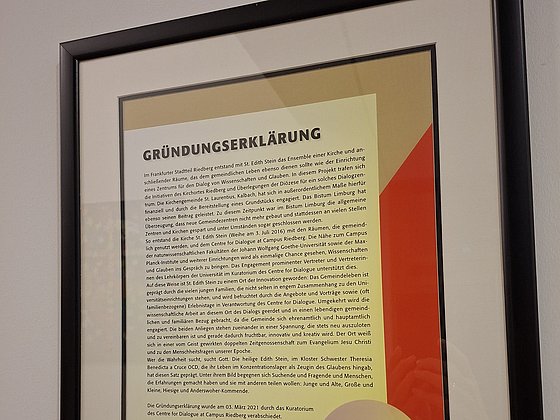 GRÜNDUNGSERKLÄRUNG
Im Frankfurter Stadtteil Riedberg entstand mit St. Edith Stein das Ensemble einer Kirche und an-
schließender Räume, das dem gemeindlichen Leben ebenso dienen sollte wie der Einrichtung
eines Zentrums für den Dialog von Wissenschaften und Glauben. In diesem Projekt trafen sich
die Initiativen des Kirchortes Riedberg und Überlegungen der Diözese für ein solches Dialogzen-
trum. Die Kirchengemeinde St. Laurentius, Kalbach, hat sich in außerordentlichem Maße hierfür
finanziell und durch die Bereitstellung eines Grundstücks engagiert. Das Bistum Limburg hat
ebenso seinen Beitrag geleistet. Zu diesem Zeitpunkt war im Bistum Limburg die allgemeine
Überzeugung, dass neue Gemeindezentren nicht mehr gebaut und stattdessen an vielen Stellen
Zentren und Kirchen gespart und unter Umständen sogar geschlossen werden.
So entstand die Kirche St. Edith Stein (Weihe am 3. Juli 2016) mit den Räumen, die gemeind-
lich genutzt werden, und dem Centre for Dialogue at Campus Riedberg. Die Nähe zum Campus
der naturwissenschaftlichen Fakultäten der Johann Wolfgang Goethe-Universität sowie der Max-
Planck-Institute und weiterer Einrichtungen wird als einmalige Chance gesehen, Wissenschaften
und Glauben ins Gespräch zu bringen. Das Engagement prominenter Vertreter und Vertreterin-
nen des Lehrkörpers der Universität im Kuratorium des Centre for Dialogue unterstützt dies.
Auf diese Weise ist St. Edith Stein zu einem Ort der Innovation geworden: Das Gemeindeleben ist
geprägt durch die vielen jungen Familien, die nicht selten in engem Zusammenhang zu den Uni-
versitätseinrichtungen stehen, und wird befruchtet durch die Angebote und Vorträge sowie (oft
familienbezogene) Erlebnistage in Verantwortung des Centre for Dialogue. Umgekehrt wird die
wissenschaftliche Arbeit an diesem Ort des Dialogs geerdet und in einen lebendigen gemeind-
lichen und familiären Bezug gebracht, da die Gemeinde sich ehrenamtlich und hauptamtlich
engagiert. Die beiden Anliegen stehen zueinander in einer Spannung, die stets neu auszuloten
und zu vereinbaren ist und gerade dadurch fruchtbar, innovativ und kreativ wird. Der Ort weiß
sich in einer vom Geist gewirkten doppelten Zeitgenossenschaft zum Evangelium Jesu Christi
und zu den Menschheitsfragen unserer Epoche.
Wer die Wahrheit sucht, sucht Gott. Die heilige Edith Stein, im Kloster Schwester Theresia
Benedicta a Cruce OCD, die ihr Leben im Konzentrationslager als Zeugin des Glaubens hingab,
hat diesen Satz geprägt. Unter ihrem Bild begegnen sich Suchende und Fragende und Menschen,
die Erfahrungen gemacht haben und sie mit anderen teilen wollen: Junge und Alte, Große und
Kleine, Hiesige und Anderswoher-Kommende.
Die Gründungserklärung wurde am 03. März 2021 durch das Kuratorium
des Centre for Dialogue at Campus Riedberg verabschiedet.